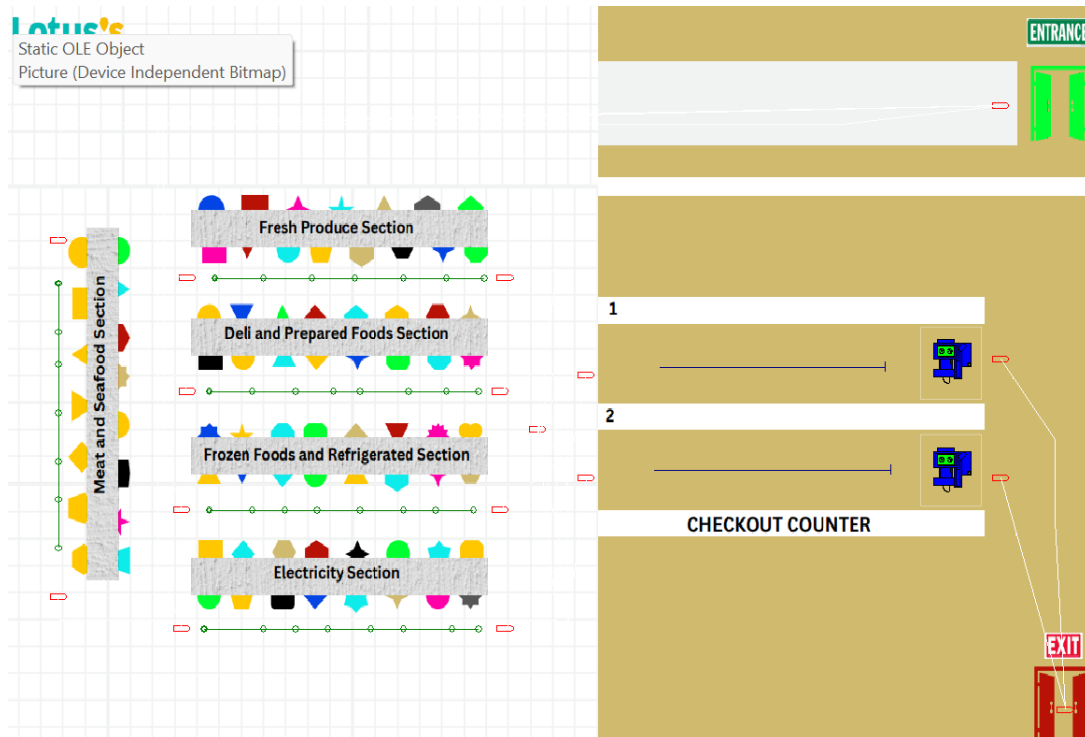 Lotus's
Static OLE Object
Picture (Device Independent Bitmap)
ENTRANCE
Fresh Produce Section
Meat and Seafood Section
Deli and Prepared Foods Section
1
2
Frozen Foods and Refrigerated Section
CHECKOUT COUNTER
Electricity Section
EXIT